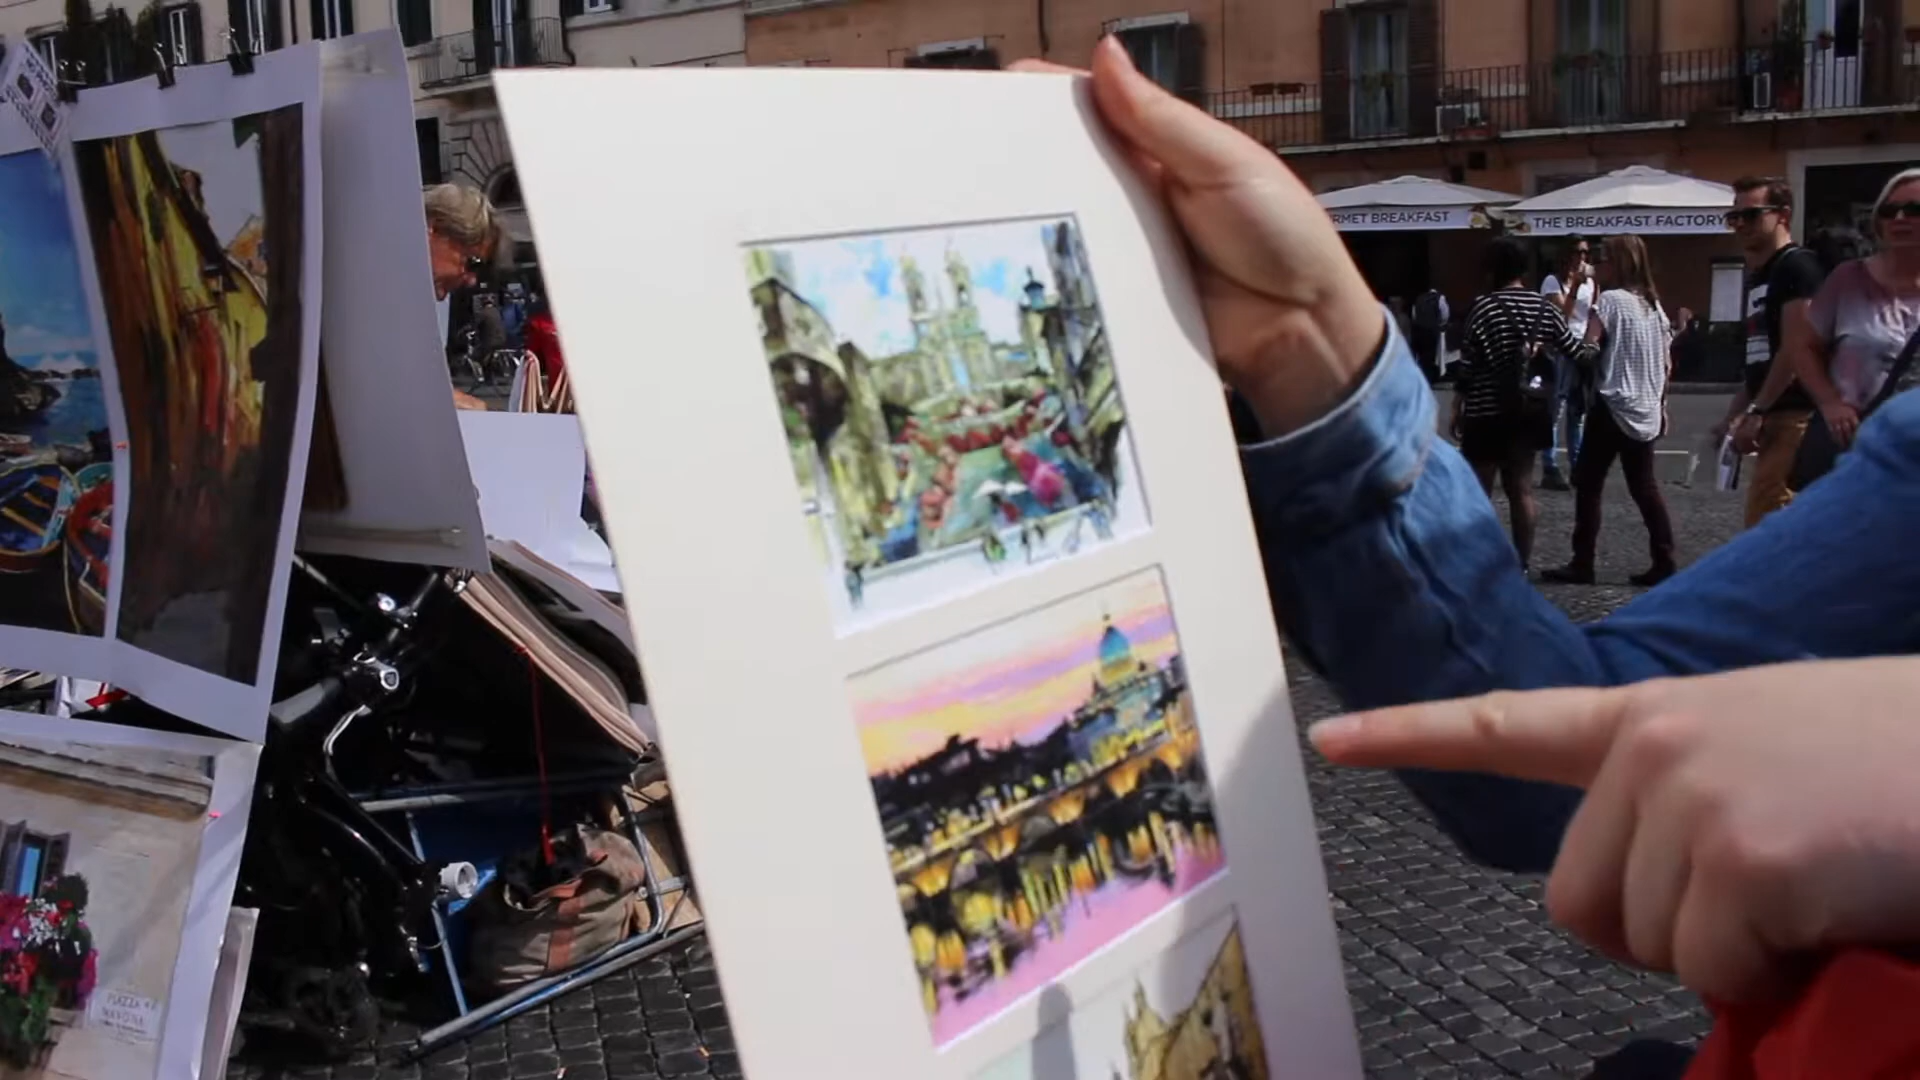 RMET BREAKFAST
THE BREAKFAST FACTORY
PIAZZA
NAVONA